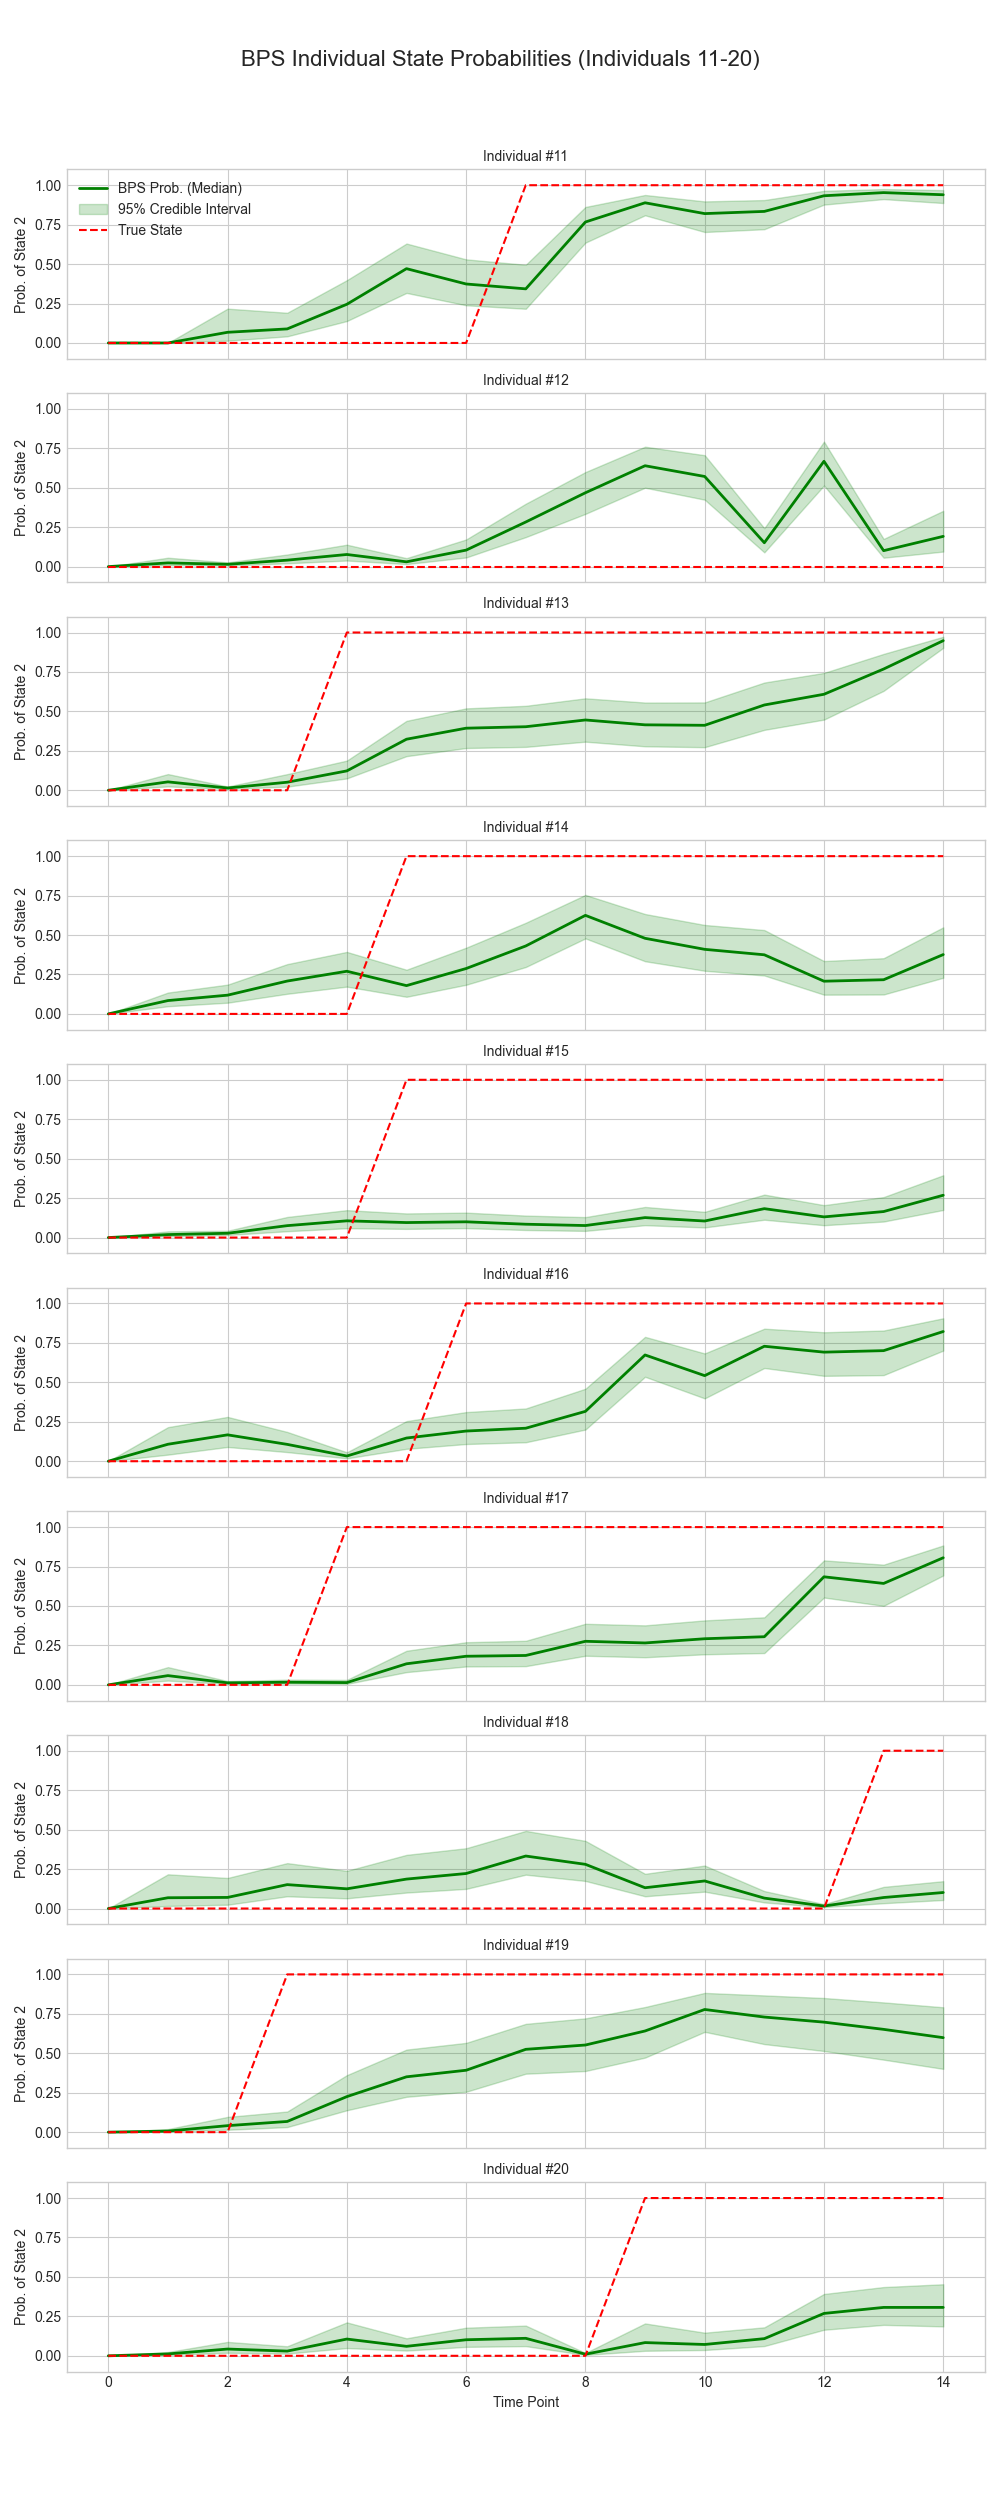 BPS Individual State Probabilities (Individuals 11-20)
Individual #11
Prob. of State 2
1.00
0.75
0.50
0.25
0.00
BPS Prob. (Median)
95% Credible Interval
True State
Individual #12
Prob. of State 2
1.00
0.75
0.50
0.25
0.00
Individual #13
Prob. of State 2
1.00
0.75
0.50
0.25
0.00
Individual #14
Prob. of State 2
1.00
0.75
0.50
0.25
0.00
Individual #15
Prob. of State 2
1.00
0.75
0.50
0.25
0.00
Individual #16
Prob. of State 2
1.00
0.75
0.50
0.25
0.00
Individual #17
Prob. of State 2
1.00
0.75
0.50
0.25
0.00
Individual #18
Prob. of State 2
1.00
0.75
0.50
0.25
0.00
Individual #19
Prob. of State 2
1.00
0.75
0.50
0.25
0.00
Individual #20
Prob. of State 2
1.00
0.75
0.50
0.25
0.00
0 2 4 6 8 10 12 14
Time Point